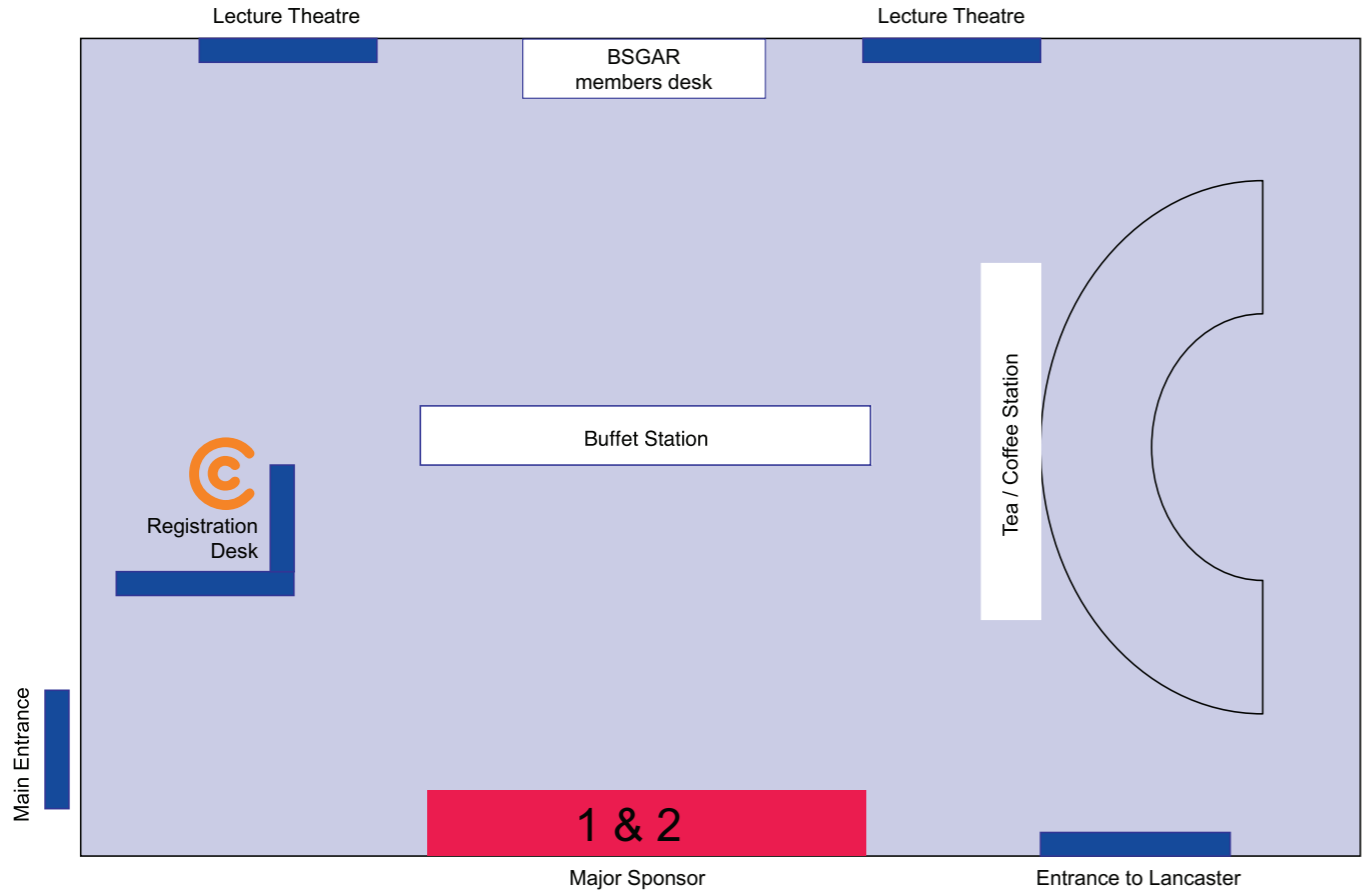 Lecture Theatre
Lecture Theatre
BSGAR
members desk
Buffet Station
Tea / Coffee Station
Registration
Desk
Main Entrance
1 & 2
Major Sponsor
Entrance to Lancaster